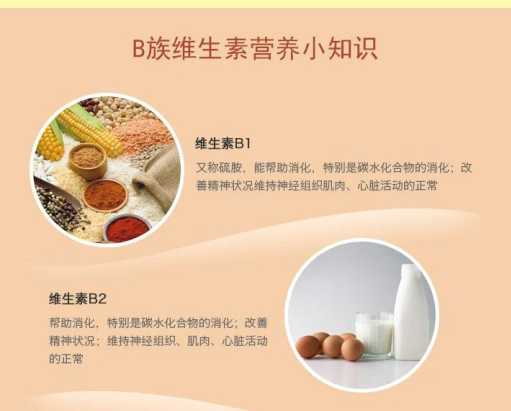 B族维生素营养小知识
维生素B1
又称硫胺，能帮助消化，特别是碳水化合物的消化；改
善精神状况维持神经组织肌肉、心脏活动的正常
维生素B2
帮助消化，特别是碳水化合物的消化；改善
精神状况；维持神经组织、肌肉、心脏活动
的正常